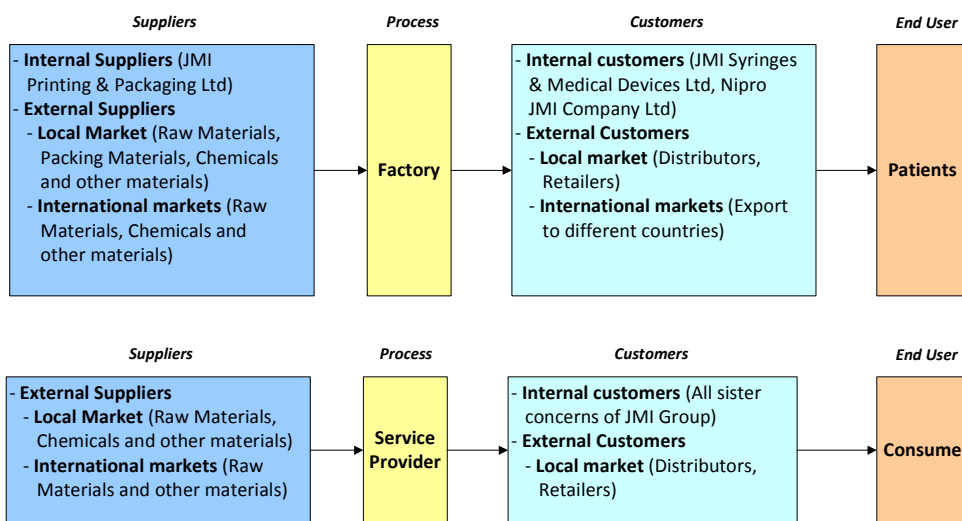 Suppliers
Process
Customers
End User
- Internal Suppliers (JMI
Printing & Packaging Ltd)
- External Suppliers
- Local Market (Raw Materials,
Packing Materials, Chemicals
and other materials)
- International markets (Raw
Materials, Chemicals and
other materials)
Factory
- Internal customers (JMI Syringes
& Medical Devices Ltd, Nipro
JMI Company Ltd)
- External Customers
- Local market (Distributors,
Retailers)
- International markets (Export
to different countries)
Patients
Suppliers
Process
Customers
End User
- External Suppliers
- Local Market (Raw Materials,
Chemicals and other materials)
- International markets (Raw
Materials and other materials)
Service
Provider
- Internal customers (All sister
concerns of JMI Group)
- External Customers
- Local market (Distributors,
Retailers)
Consume